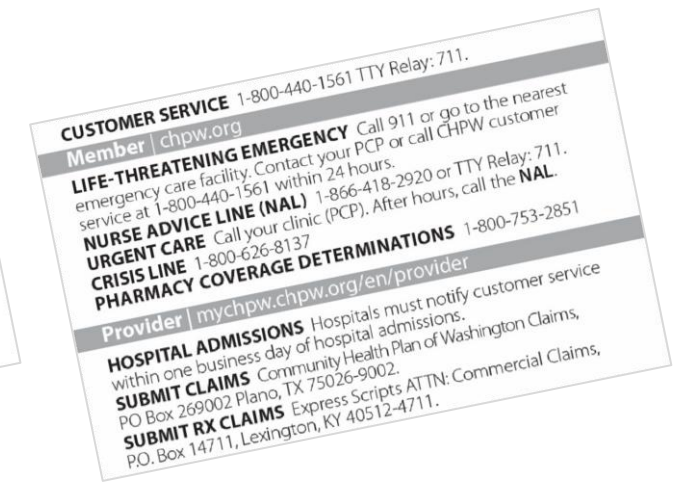 CUSTOMER SERVICE 1-800-440-1561 TTY Relay: 711.
Member | chpw.org
LIFE-THREATENING EMERGENCY Call 911 or go to the nearest
emergency care facility. Contact your PCP or call CHPW customer
service at 1-800-440-1561 within 24 hours.
NURSE ADVICE LINE (NAL) 1-866-418-2920 or TTY Relay: 711.
URGENT CARE Call your clinic (PCP). After hours, call the NAL.
CRISIS LINE 1-800-626-8137
PHARMACY COVERAGE DETERMINATIONS 1-800-753-2851
Provider | mychpw.chpw.org/en/provider
HOSPITAL ADMISSIONS Hospitals must notify customer service
within one business day of hospital admissions.
SUBMIT CLAIMS Community Health Plan of Washington Claims,
PO Box 269002 Plano, TX 75026-9002.
SUBMIT RX CLAIMS Express Scripts ATTN: Commercial Claims,
P.O. Box 14711, Lexington, KY 40512-4711.